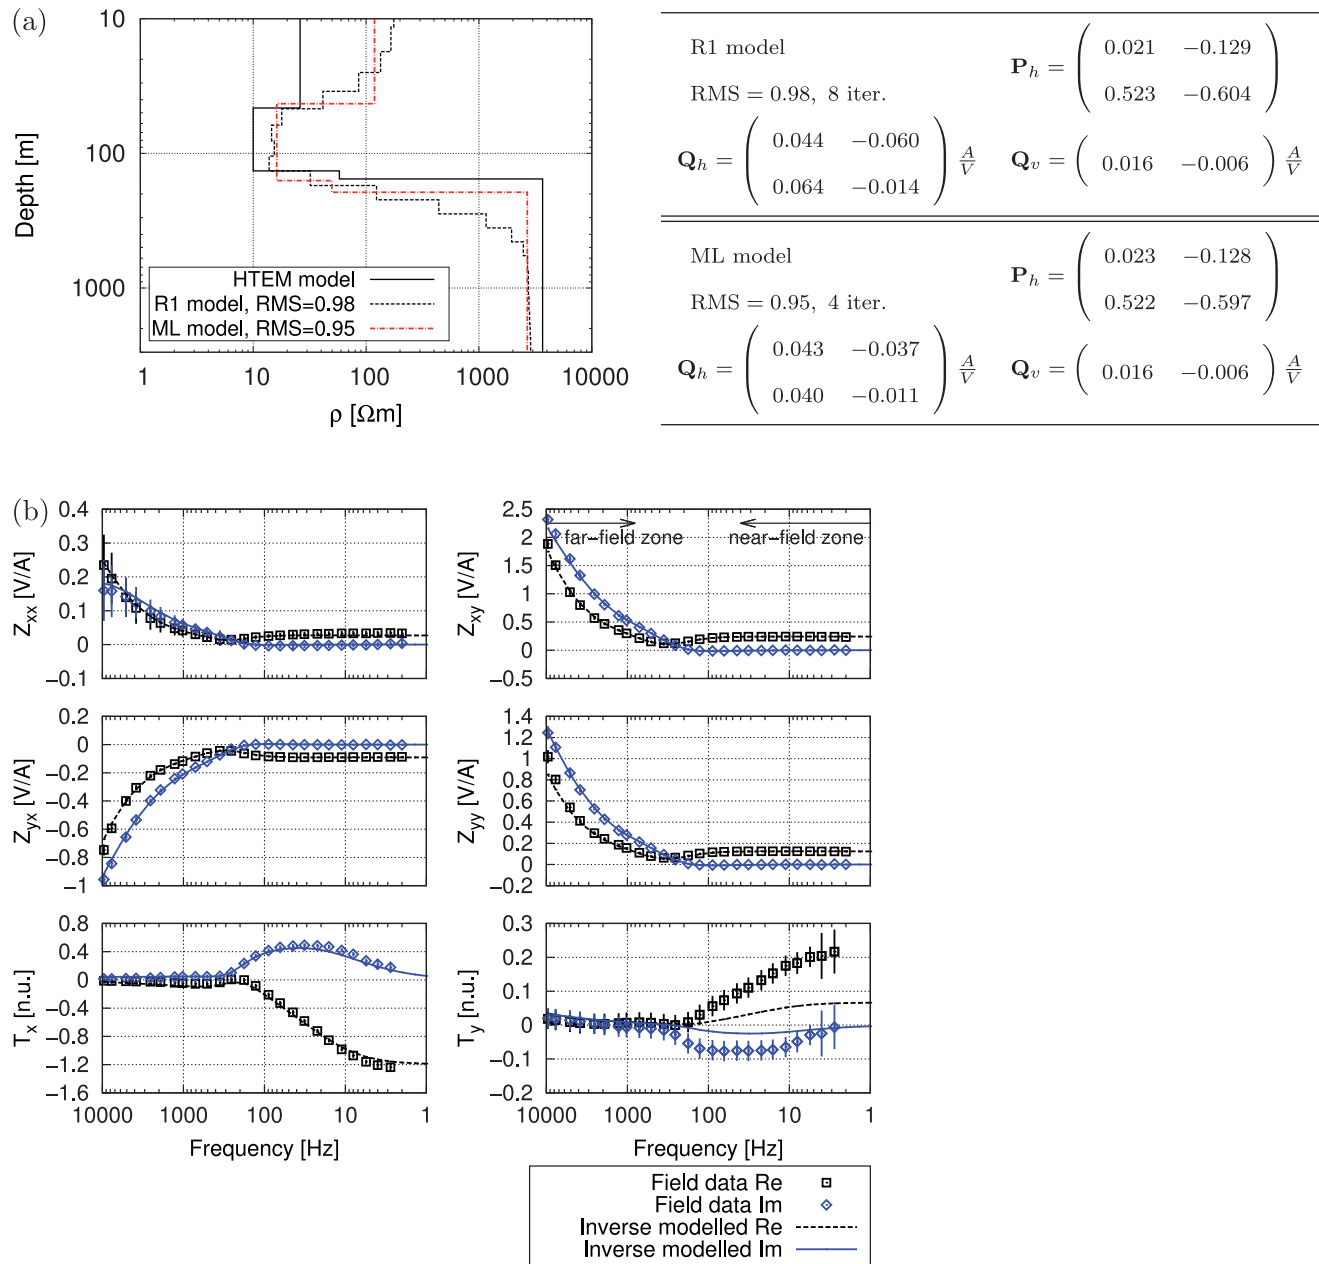 (a)
10
100
1000
Depth [m]
HTEM model
R1 model, RMS=0.98
ML model, RMS=0.95
1 10 100 1000 10000
ρ [Ωm]
R1 model
RMS = 0.98, 8 iter.
P_h = ( 0.021 −0.129
0.523 −0.604 )
Q_h = ( 0.044 −0.060
0.064 −0.014 ) A/V
Q_v = ( 0.016 −0.006 ) A/V
ML model
RMS = 0.95, 4 iter.
P_h = ( 0.023 −0.128
0.522 −0.597 )
Q_h = ( 0.043 −0.037
0.040 −0.011 ) A/V
Q_v = ( 0.016 −0.006 ) A/V
(b)
0.4
0.3
0.2
0.1
0
−0.1
Z_xx [V/A]
2.5
2
1.5
1
0.5
0
−0.5
Z_xy [V/A]
far−field zone
near−field zone
0.2
0
−0.2
−0.4
−0.6
−0.8
−1
Z_yx [V/A]
1.4
1.2
1
0.8
0.6
0.4
0.2
0
−0.2
Z_yy [V/A]
0.8
0.4
0
−0.4
−0.8
−1.2
−1.6
T_x [n.u.]
10000 1000 100 10 1
Frequency [Hz]
0.3
0.2
0.1
0
−0.1
−0.2
T_y [n.u.]
10000 1000 100 10 1
Frequency [Hz]
Field data Re
Field data Im
Inverse modelled Re
Inverse modelled Im